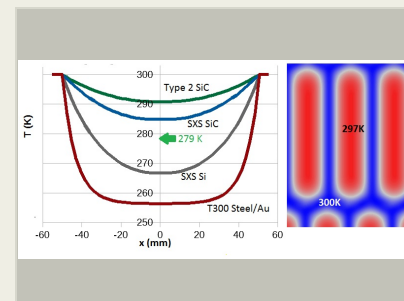 300
Type 2 SiC
290
SXS SiC
280
279 K
270
SXS Si
260
T300 Steel/Au
250
T (K)
-60 -40 -20 0 20 40 60
x (mm)
297K
300K